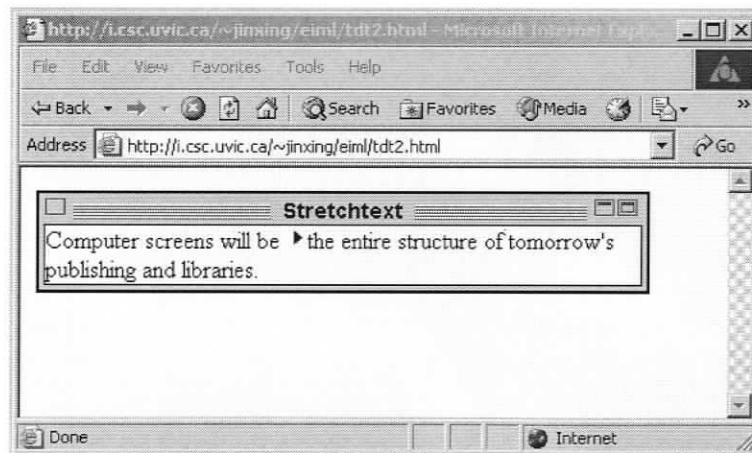 http://i.csc.uvic.ca/~jinxing/eiml/tdt2.html - Microsoft Internet Expl...
File Edit View Favorites Tools Help
Back Search Favorites Media »
Address http://i.csc.uvic.ca/~jinxing/eiml/tdt2.html Go
Stretchtext
Computer screens will be the entire structure of tomorrow's
publishing and libraries.
Done Internet